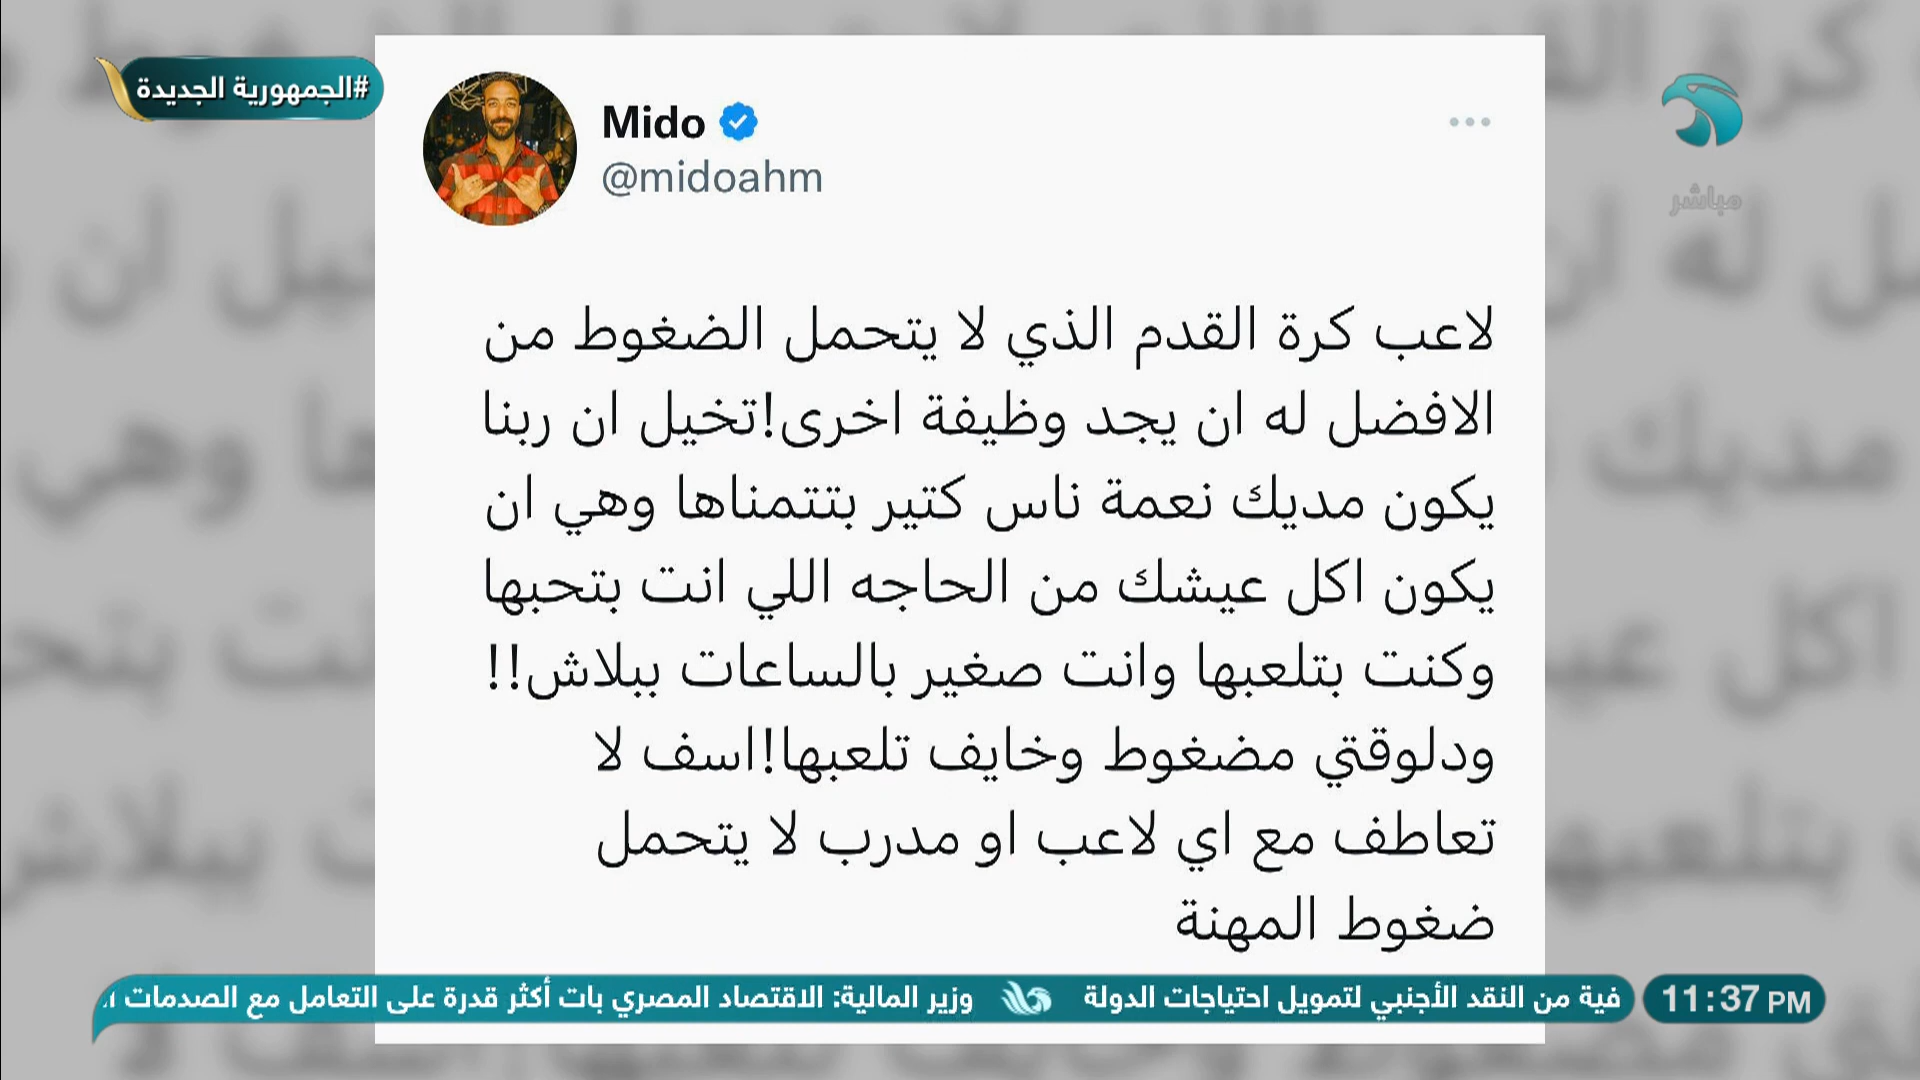 #الجمهورية الجديدة
Mido
@midoahm
مباشر
لاعب كرة القدم الذي لا يتحمل الضغوط من
الافضل له ان يجد وظيفة اخرى!تخيل ان ربنا
يكون مديك نعمة ناس كتير بتتمناها وهي ان
يكون اكل عيشك من الحاجه اللي انت بتحبها
وكنت بتلعبها وانت صغير بالساعات ببلاش!!
ودلوقتي مضغوط وخايف تلعبها!اسف لا
تعاطف مع اي لاعب او مدرب لا يتحمل
ضغوط المهنة
فية من النقد الأجنبي لتمويل احتياجات الدولة وزير المالية: الاقتصاد المصري بات أكثر قدرة على التعامل مع الصدمات
11:37 PM